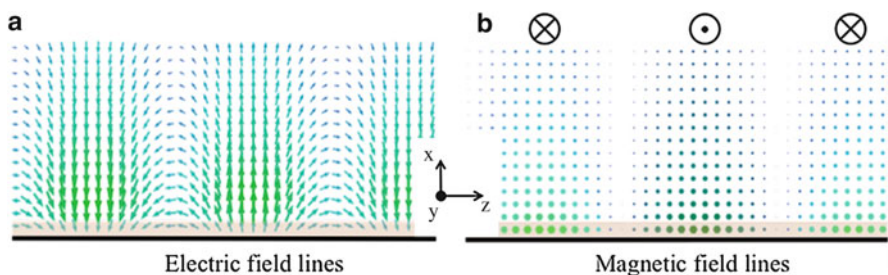 a
b
x
y
z
Electric field lines
Magnetic field lines